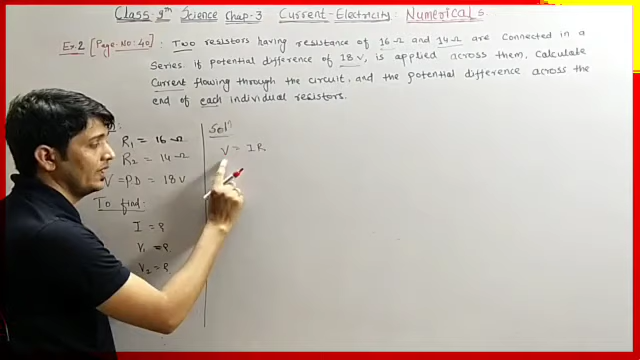 Class 9th Science Chap-3 Current-Electricity Numericals
Ex.2 [Page-No:40] : Two resistors having resistance of 16-Ω and 14-Ω are Connected in a
Series if potential difference of 18 V, is applied across them. Calculate
Current flowing through the circuit, and the potential difference across the
end of each individual resistors.
R1 = 16-Ω
R2 = 14-Ω
V = P.D = 18 V
To find:
I = ?
V1 = ?
V2 = ?
Solⁿ
V = IR